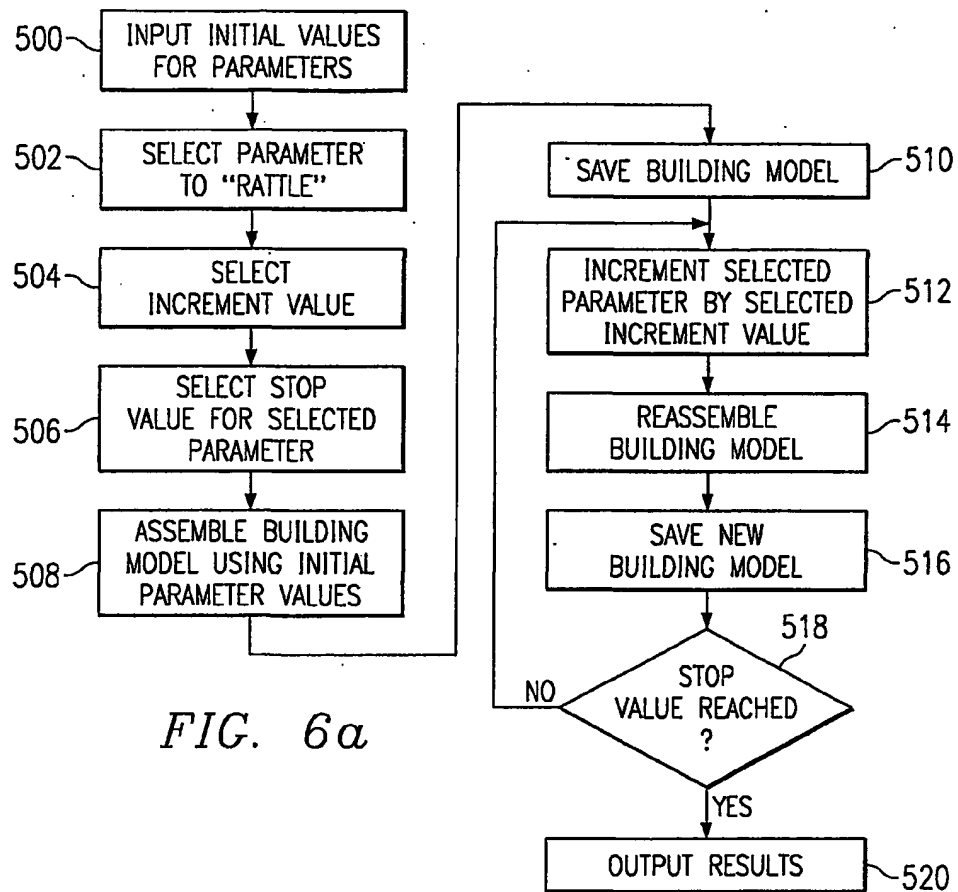 500
INPUT INITIAL VALUES
FOR PARAMETERS
502
SELECT PARAMETER
TO "RATTLE"
504
SELECT
INCREMENT VALUE
506
SELECT STOP
VALUE FOR SELECTED
PARAMETER
508
ASSEMBLE BUILDING
MODEL USING INITIAL
PARAMETER VALUES
SAVE BUILDING MODEL
510
INCREMENT SELECTED
PARAMETER BY SELECTED
INCREMENT VALUE
512
REASSEMBLE
BUILDING MODEL
514
SAVE NEW
BUILDING MODEL
516
518
STOP
VALUE REACHED
?
NO
YES
OUTPUT RESULTS
520
FIG. 6a